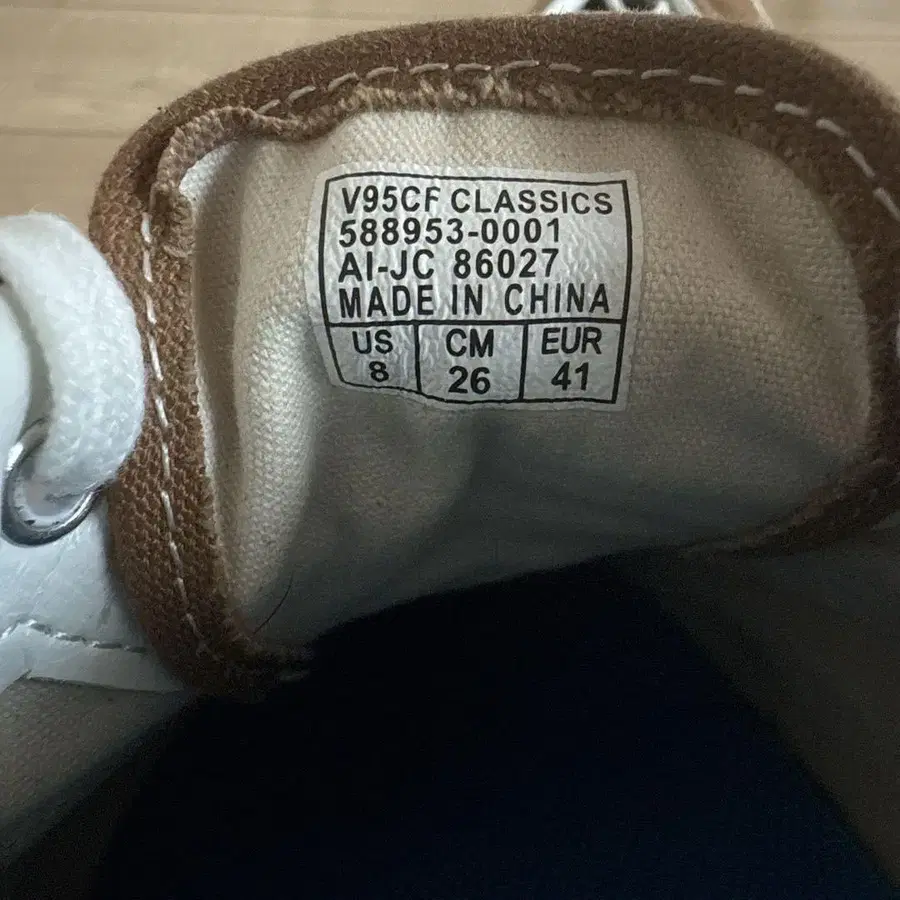 V95CF CLASSICS
588953-0001
AI-JC 86027
MADE IN CHINA
US CM EUR
8 26 41